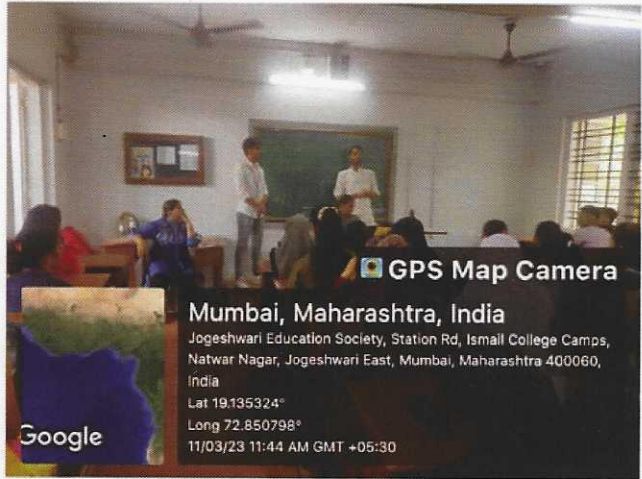 GPS Map Camera
Mumbai, Maharashtra, India
Jogeshwari Education Society, Station Rd, Ismail College Camps,
Natwar Nagar, Jogeshwari East, Mumbai, Maharashtra 400060,
India
Lat 19.135324°
Long 72.850798°
11/03/23 11:44 AM GMT +05:30
Google